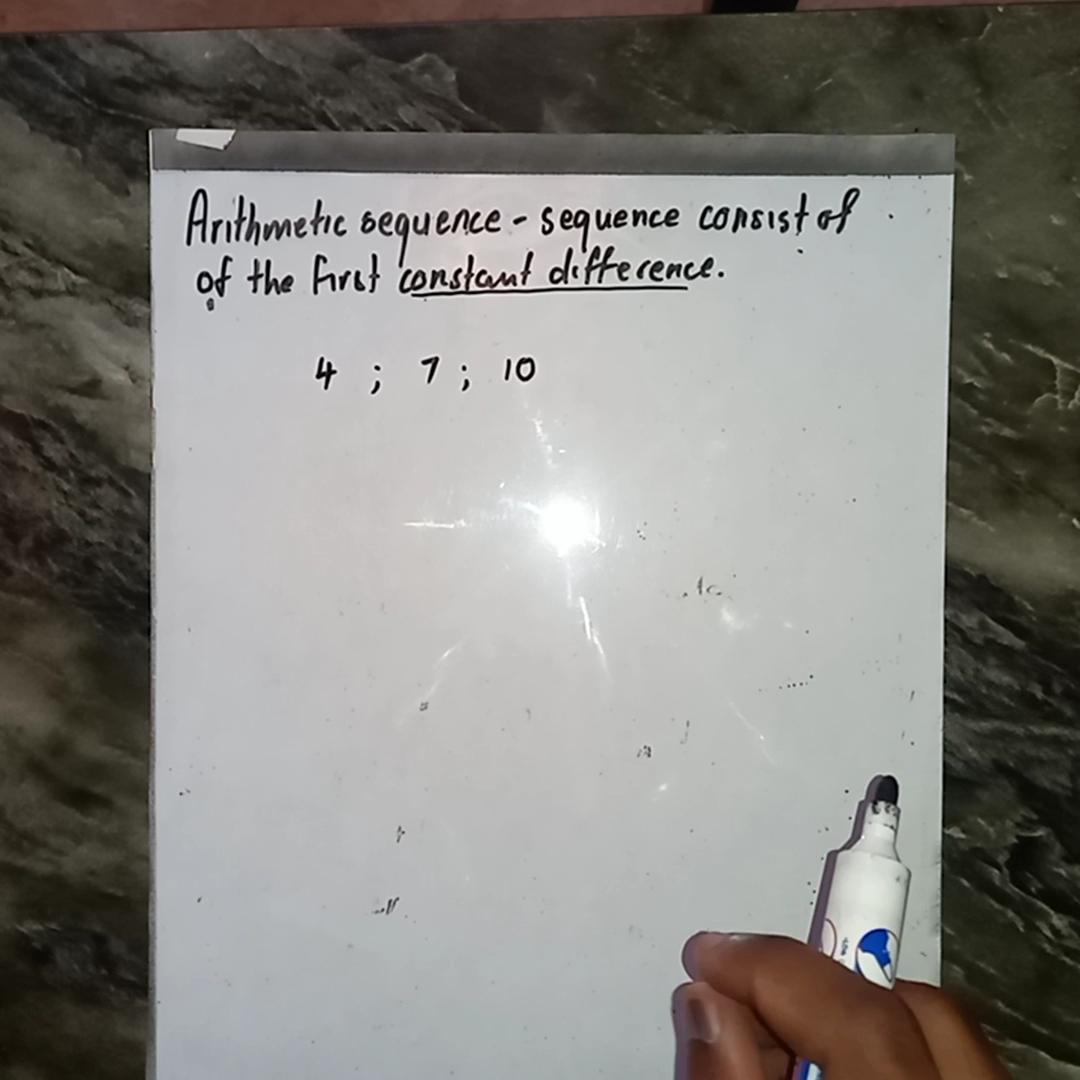 Arithmetic sequence - sequence consist of
of the first constant difference.
4 ; 7 ; 10